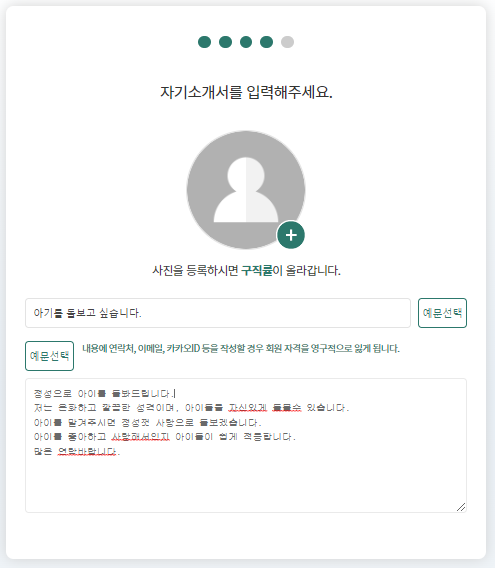 자기소개서를 입력해주세요.
사진을 등록하시면 구직률이 올라갑니다.
아기를 돌보고 싶습니다.
예문선택
예문선택
내용에 연락처, 이메일, 카카오ID 등을 작성할 경우 회원 자격을 영구적으로 잃게 됩니다.
정성으로 아이를 돌봐드립니다.
저는 온화하고 깔끔한 성격이며, 아이들을 자신있게 돌볼수 있습니다.
아이를 맡겨주시면 정성껏 사랑으로 돌보겠습니다.
아이를 좋아하고 사랑해서인지 아이들이 쉽게 적응합니다.
많은 연락바랍니다.